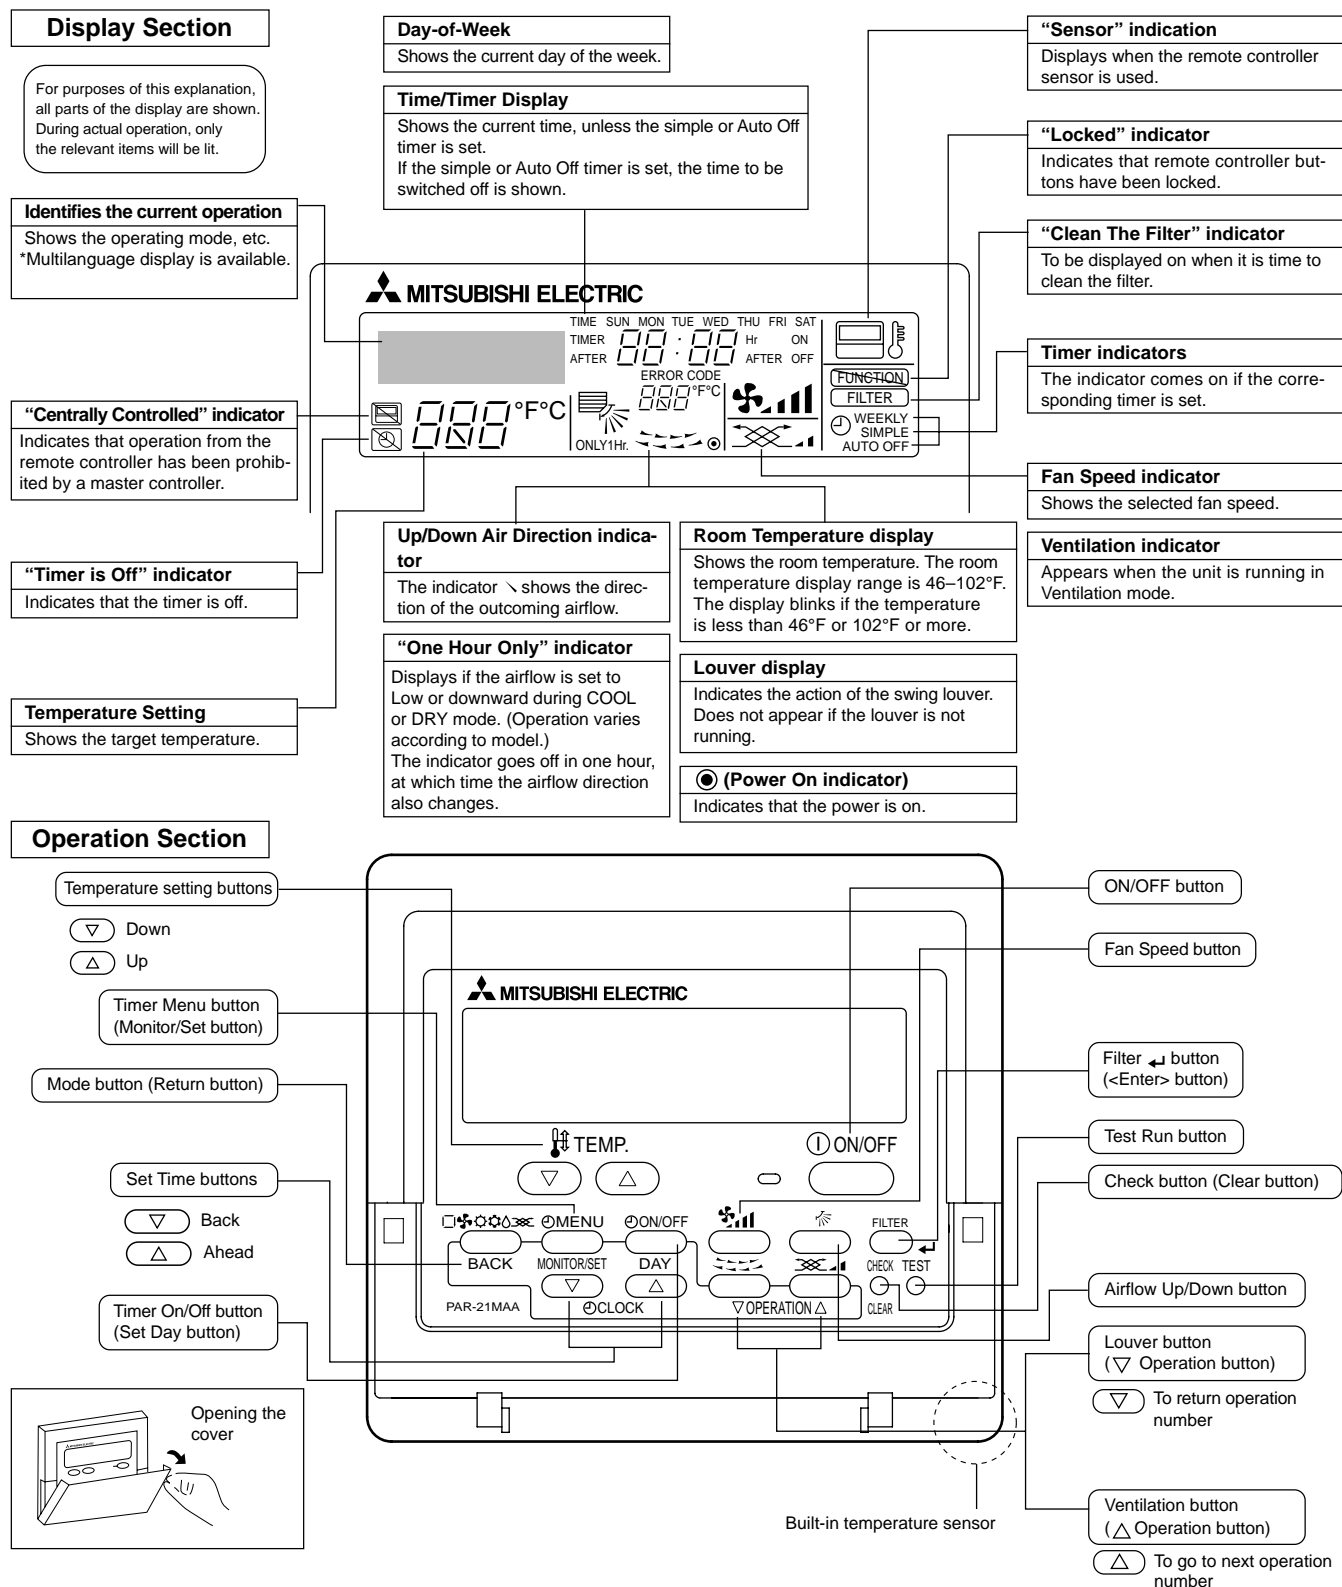 Display Section
For purposes of this explanation,
all parts of the display are shown.
During actual operation, only
the relevant items will be lit.
Identifies the current operation
Shows the operating mode, etc.
*Multilanguage display is available.
"Centrally Controlled" indicator
Indicates that operation from the
remote controller has been prohib-
ited by a master controller.
"Timer is Off" indicator
Indicates that the timer is off.
Temperature Setting
Shows the target temperature.
Day-of-Week
Shows the current day of the week.
Time/Timer Display
Shows the current time, unless the simple or Auto Off
timer is set.
If the simple or Auto Off timer is set, the time to be
switched off is shown.
"Sensor" indication
Displays when the remote controller
sensor is used.
"Locked" indicator
Indicates that remote controller but-
tons have been locked.
"Clean The Filter" indicator
To be displayed on when it is time to
clean the filter.
Timer indicators
The indicator comes on if the corre-
sponding timer is set.
Fan Speed indicator
Shows the selected fan speed.
Ventilation indicator
Appears when the unit is running in
Ventilation mode.
MITSUBISHI ELECTRIC
TIME SUN MON TUE WED THU FRI SAT
TIMER 88:88 Hr ON
AFTER AFTER OFF
ERROR CODE
888 °F°C
888 °F°C
ONLY1Hr.
FUNCTION
FILTER
WEEKLY
SIMPLE
AUTO OFF
Up/Down Air Direction indica-
tor
The indicator shows the direc-
tion of the outcoming airflow.
"One Hour Only" indicator
Displays if the airflow is set to
Low or downward during COOL
or DRY mode. (Operation varies
according to model.)
The indicator goes off in one hour,
at which time the airflow direction
also changes.
Room Temperature display
Shows the room temperature. The room
temperature display range is 46–102°F.
The display blinks if the temperature
is less than 46°F or 102°F or more.
Louver display
Indicates the action of the swing louver.
Does not appear if the louver is not
running.
(Power On indicator)
Indicates that the power is on.
Operation Section
Temperature setting buttons
▽ Down
△ Up
Timer Menu button
(Monitor/Set button)
Mode button (Return button)
Set Time buttons
▽ Back
△ Ahead
Timer On/Off button
(Set Day button)
Opening the
cover
MITSUBISHI ELECTRIC
TEMP.
ON/OFF
▽ △
MENU ON/OFF FILTER
BACK MONITOR/SET DAY CHECK TEST
▽ △
PAR-21MAA CLOCK ▽ OPERATION △ CLEAR
ON/OFF button
Fan Speed button
Filter ↵ button
(<Enter> button)
Test Run button
Check button (Clear button)
Airflow Up/Down button
Louver button
(▽ Operation button)
▽ To return operation
number
Ventilation button
(△ Operation button)
△ To go to next operation
number
Built-in temperature sensor